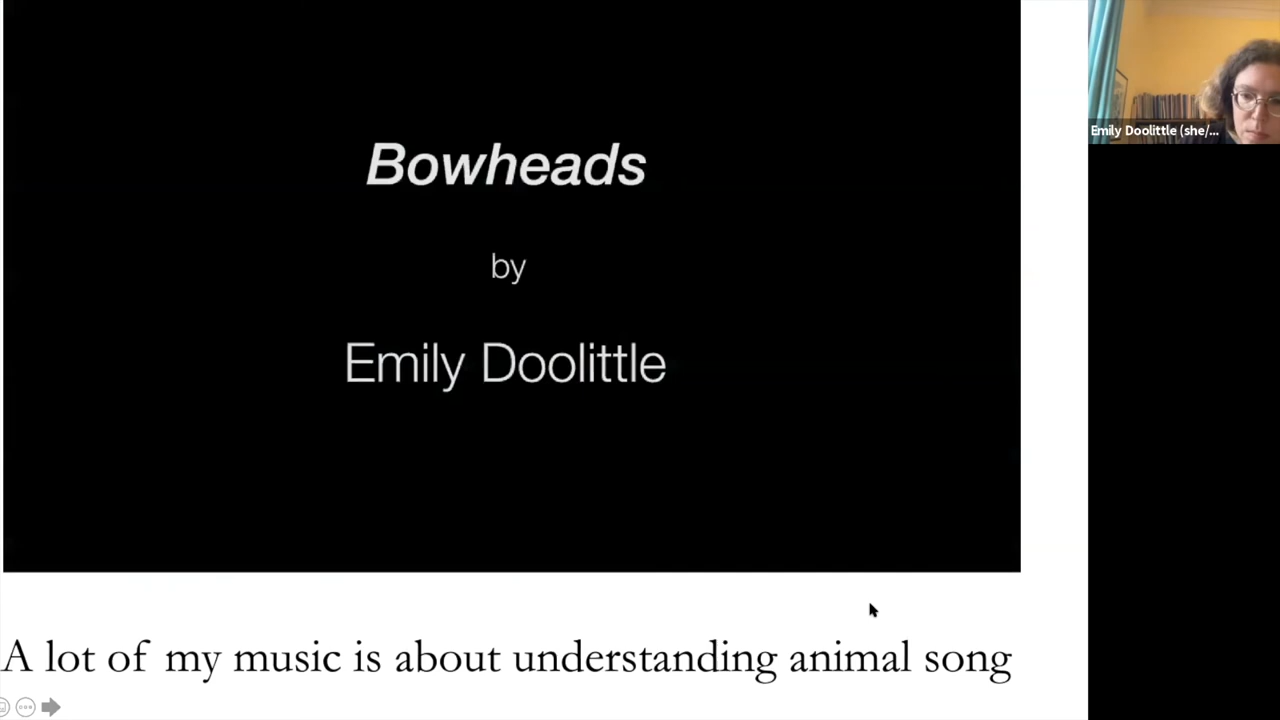 Bowheads
by
Emily Doolittle
Emily Doolittle (she/...
A lot of my music is about understanding animal song